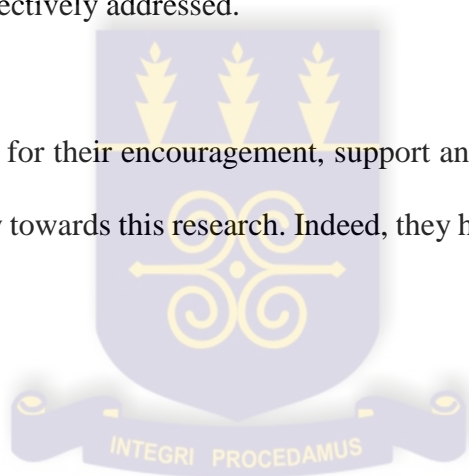 ectively addressed.
for their encouragement, support an
towards this research. Indeed, they h
INTEGRI PROCEDAMUS